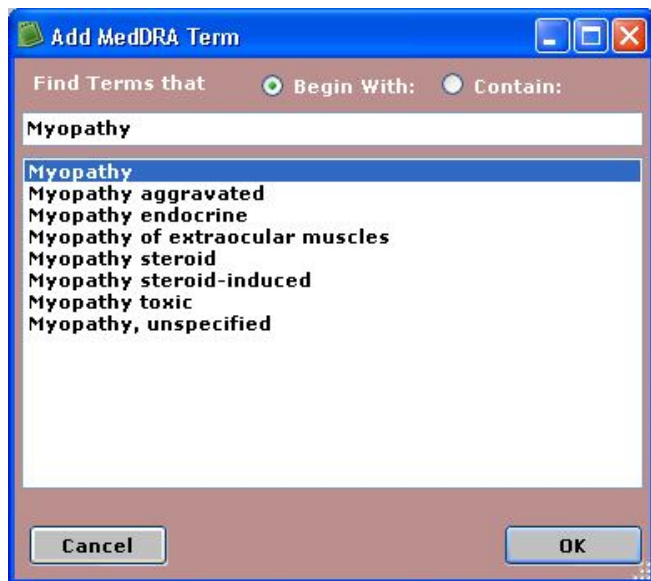 Add MedDRA Term
Find Terms that Begin With: Contain:
Myopathy
Myopathy
Myopathy aggravated
Myopathy endocrine
Myopathy of extraocular muscles
Myopathy steroid
Myopathy steroid-induced
Myopathy toxic
Myopathy, unspecified
Cancel OK